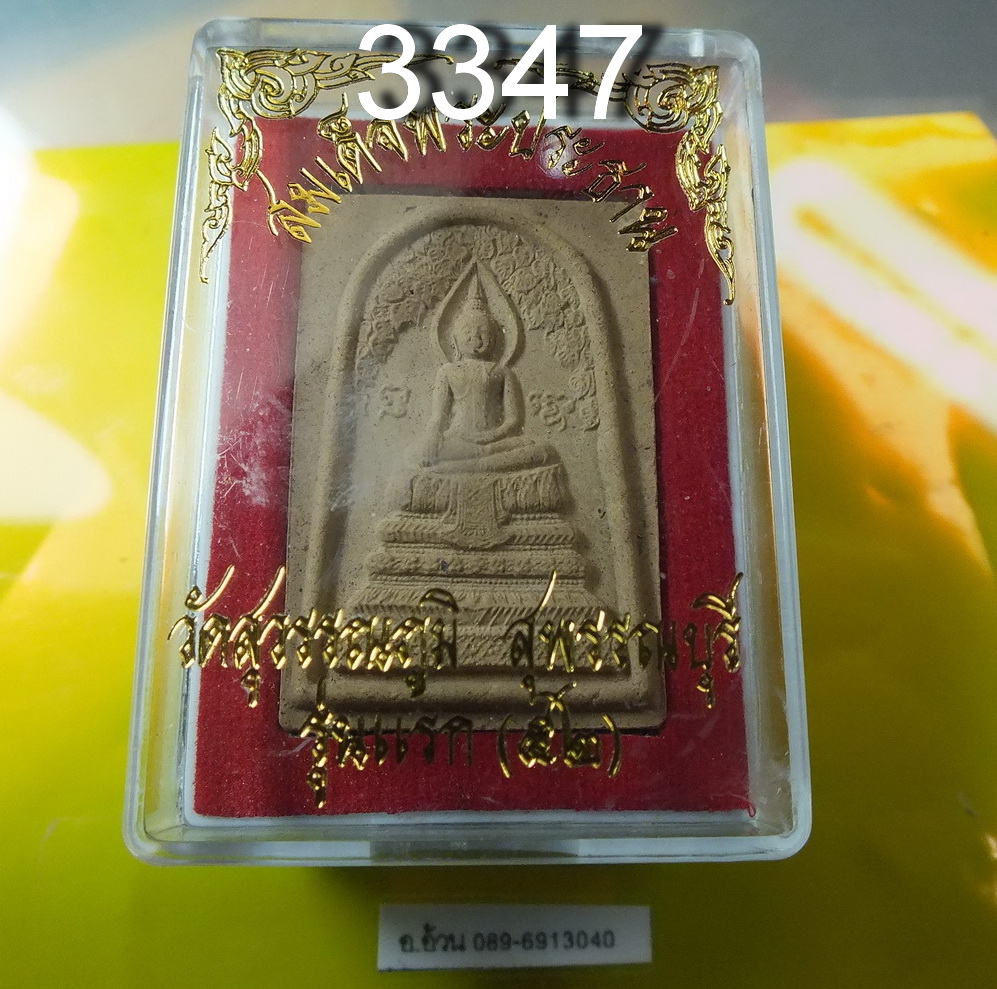 3347
สมเด็จพระประธาน
วัดสุวรรณภูมิ สุพรรณบุรี
รุ่นแรก (๕๒)
อ.อ้วน 089-6913040